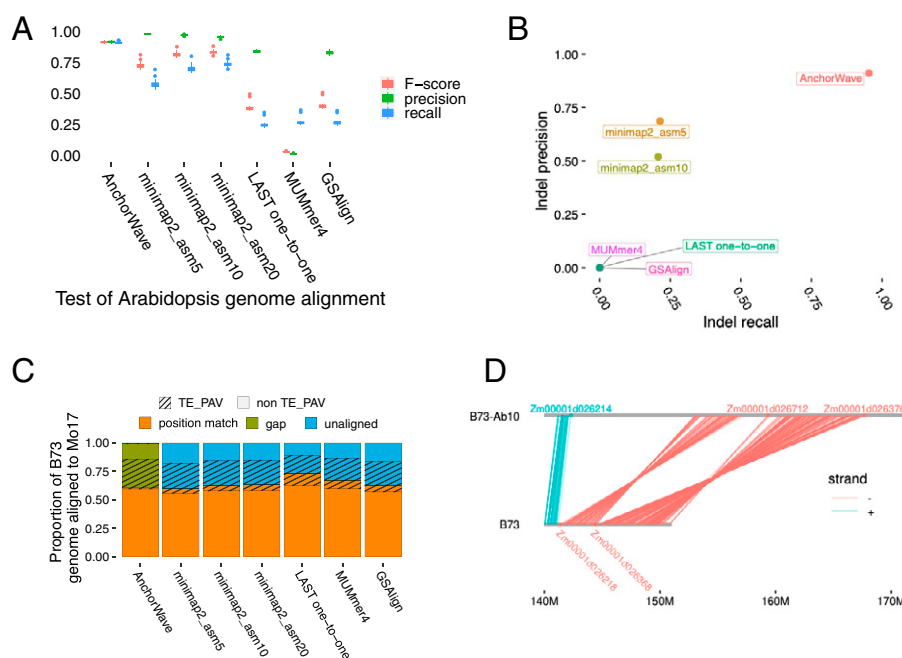 A
1.00
0.75
0.50
0.25
0.00
F-score
precision
recall
AnchorWave
minimap2_asm5
minimap2_asm10
minimap2_asm20
LAST one-to-one
MUMmer4
GSAlign
Test of Arabidopsis genome alignment
B
Indel precision
1.00
0.75
0.50
0.25
0.00
AnchorWave
minimap2_asm5
minimap2_asm10
MUMmer4
LAST one-to-one
GSAlign
0.00
0.25
0.50
0.75
1.00
Indel recall
C
TE_PAV
non TE_PAV
position match
gap
unaligned
Proportion of B73
genome aligned to Mo17
1.00
0.75
0.50
0.25
0.00
AnchorWave
minimap2_asm5
minimap2_asm10
minimap2_asm20
LAST one-to-one
MUMmer4
GSAlign
D
Zm00001d026214
Zm00001d026712
B73-Ab10
B73
Zm00001d026218
Zm00001d026368
strand
-
+
140M
150M
160M
170M